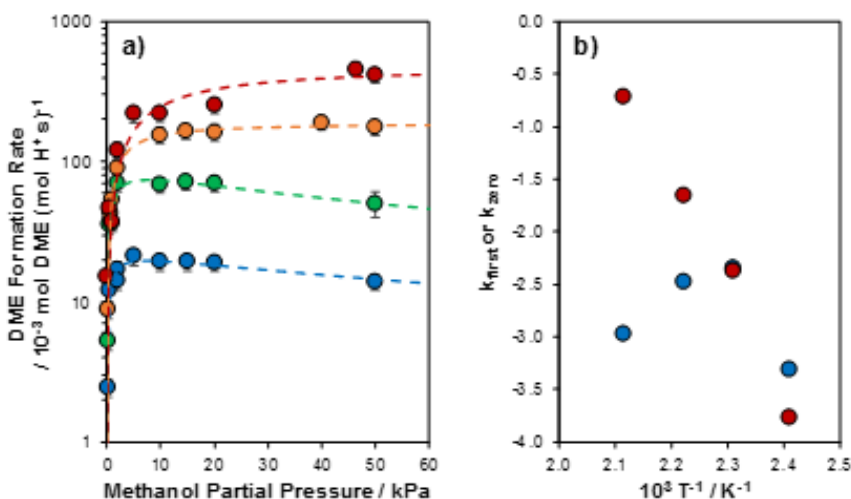 a)
1000
100
10
1
0 10 20 30 40 50 60
Methanol Partial Pressure / kPa
DME Formation Rate
/ 10⁻³ mol DME (mol H⁺ s)⁻¹
b)
0.0
-0.5
-1.0
-1.5
-2.0
-2.5
-3.0
-3.5
-4.0
2.0 2.1 2.2 2.3 2.4 2.5
10³ T⁻¹ / K⁻¹
k_first or k_zero